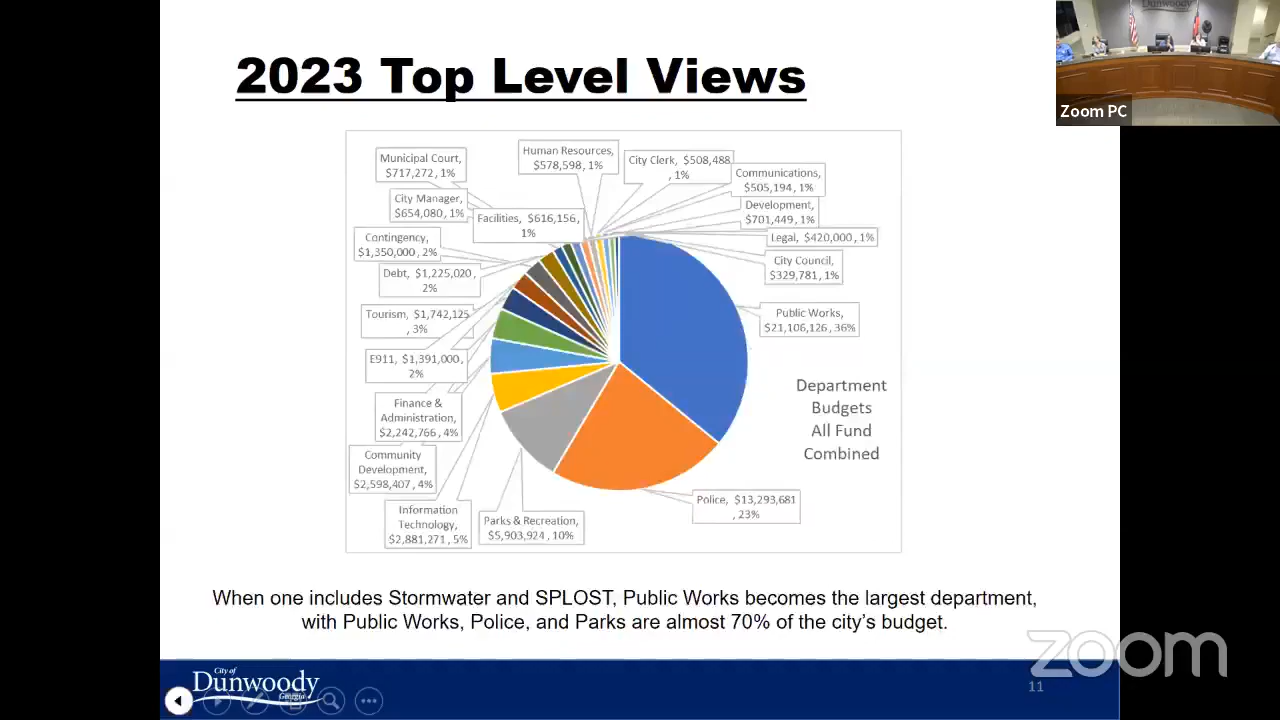 Dunwoody
Zoom PC
2023 Top Level Views
Municipal Court,
$717,272, 1%
Human Resources,
$578,598, 1%
City Clerk, $508,488
, 1%
Communications,
$505,194, 1%
City Manager,
$654,080, 1%
Facilities, $616,156,
1%
Development,
$701,449, 1%
Contingency,
$1,350,000, 2%
Legal, $420,000, 1%
Debt, $1,225,020,
2%
City Council,
$329,781, 1%
Tourism, $1,742,125
, 3%
Public Works,
$21,106,126, 36%
E911, $1,391,000,
2%
Department
Budgets
All Fund
Combined
Finance &
Administration,
$2,242,766, 4%
Community
Development,
$2,598,407, 4%
Information
Technology,
$2,881,271, 5%
Parks & Recreation,
$5,903,924, 10%
Police, $13,293,681
, 23%
When one includes Stormwater and SPLOST, Public Works becomes the largest department,
with Public Works, Police, and Parks are almost 70% of the city's budget.
City of
Dunwoody
Georgia
zoom
11